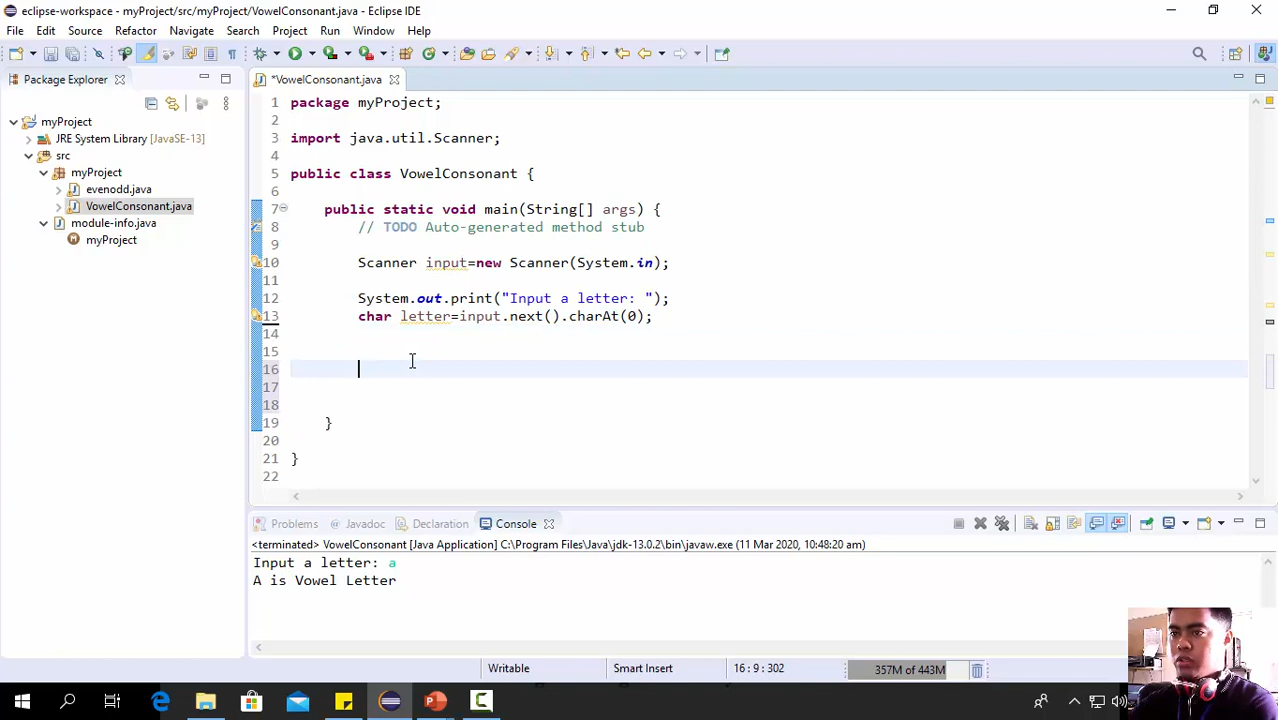 eclipse-workspace - myProject/src/myProject/VowelConsonant.java - Eclipse IDE
File Edit Source Refactor Navigate Search Project Run Window Help
Package Explorer
myProject
JRE System Library [JavaSE-13]
src
myProject
evenodd.java
VowelConsonant.java
module-info.java
myProject
*VowelConsonant.java
1 package myProject;
2
3 import java.util.Scanner;
4
5 public class VowelConsonant {
6
7 public static void main(String[] args) {
8 // TODO Auto-generated method stub
9
10 Scanner input=new Scanner(System.in);
11
12 System.out.print("Input a letter: ");
13 char letter=input.next().charAt(0);
14
15
16
17
18
19 }
20
21 }
22
Problems @ Javadoc Declaration Console
<terminated> VowelConsonant [Java Application] C:\Program Files\Java\jdk-13.0.2\bin\javaw.exe (11 Mar 2020, 10:48:20 am)
Input a letter: a
A is Vowel Letter
Writable Smart Insert 16 : 9 : 302 357M of 443M